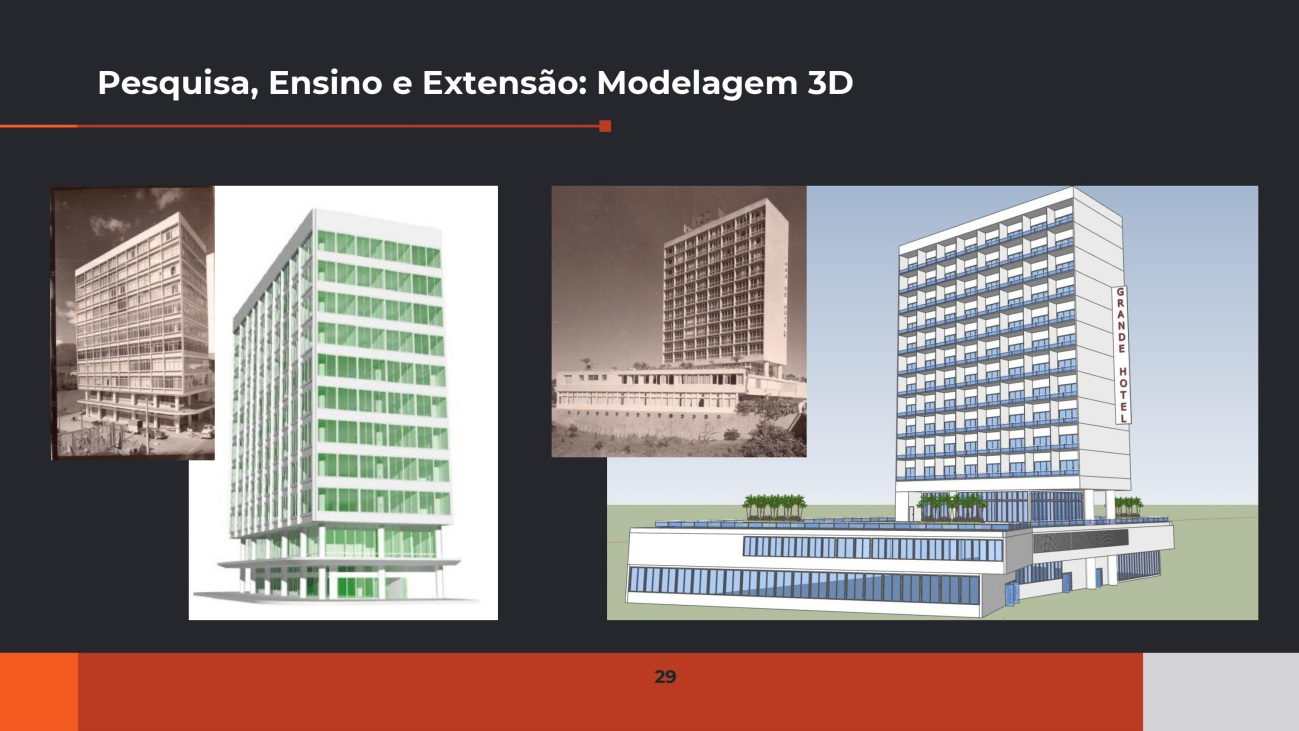 Pesquisa, Ensino e Extensão: Modelagem 3D
GRANDE HOTEL
29